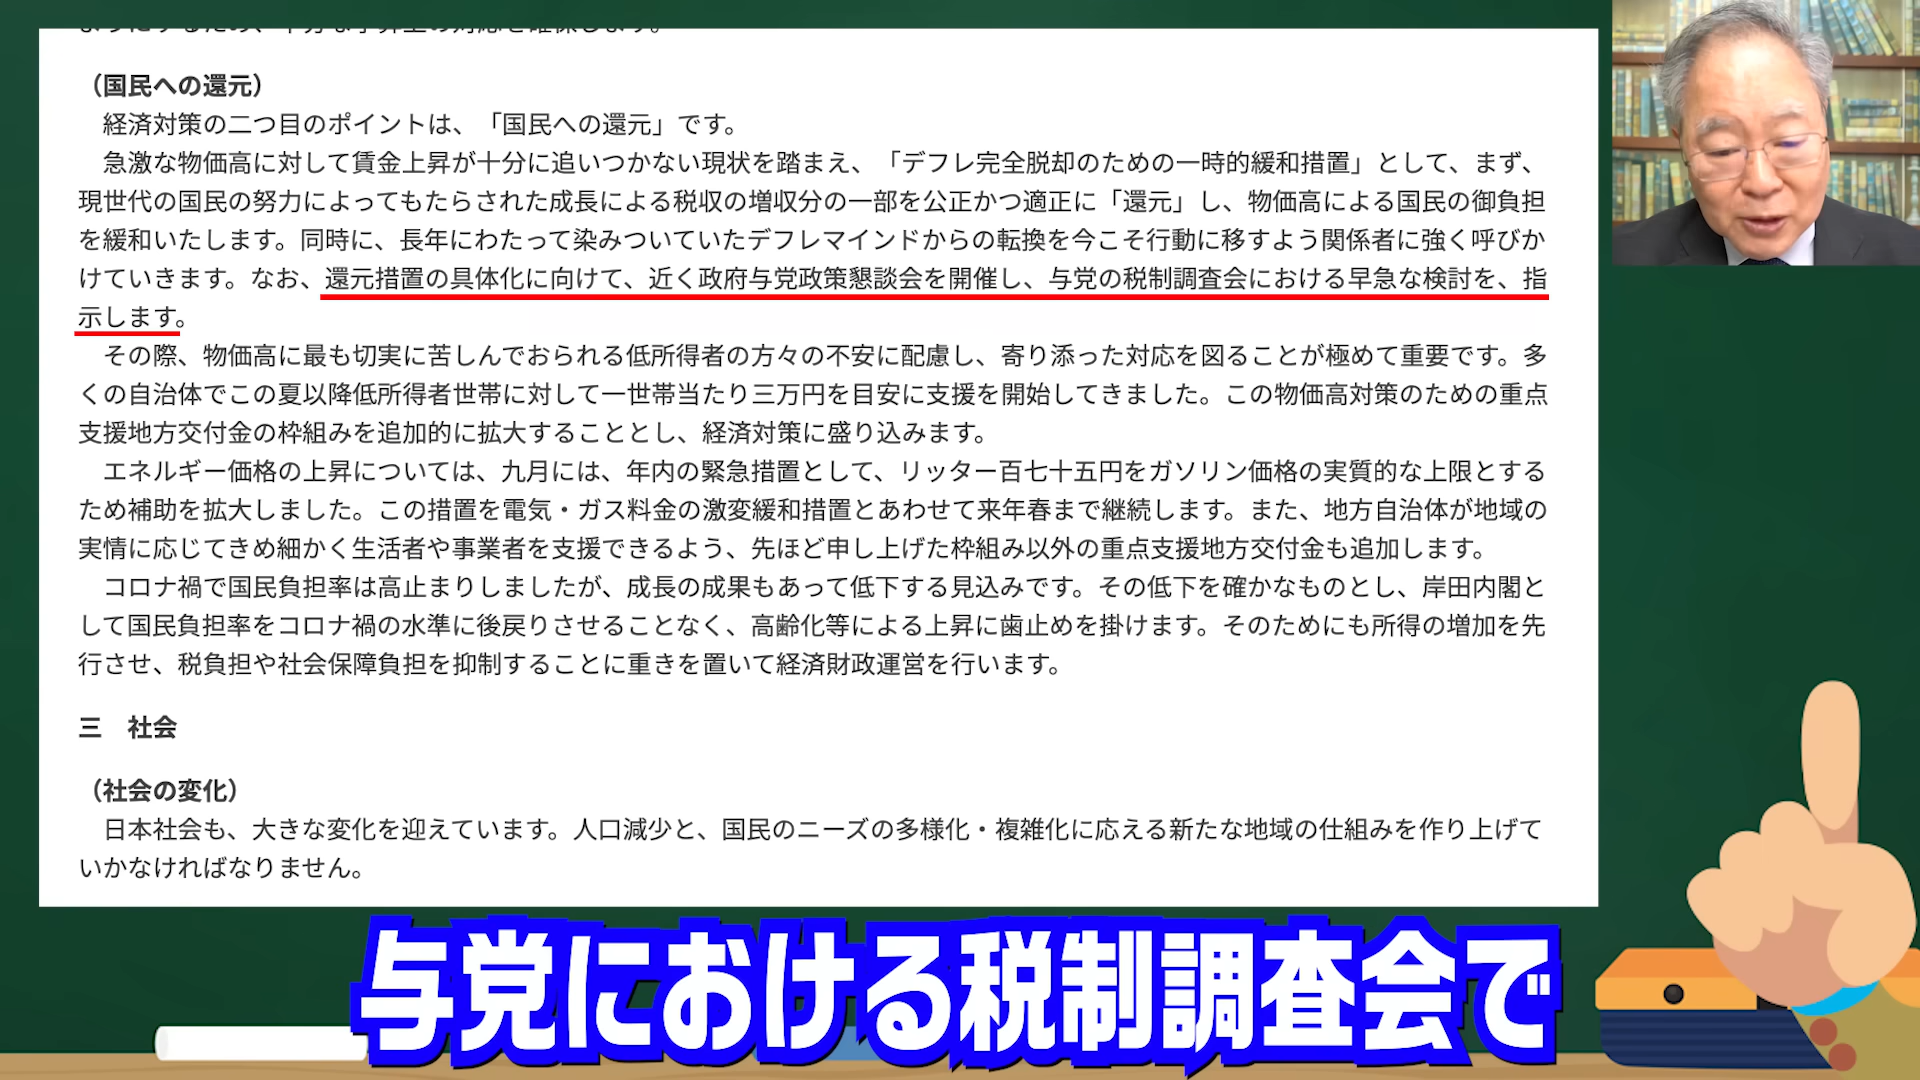 （国民への還元）
経済対策の二つ目のポイントは、「国民への還元」です。
急激な物価高に対して賃金上昇が十分に追いつかない現状を踏まえ、「デフレ完全脱却のための一時的緩和措置」として、まず、
現世代の国民の努力によってもたらされた成長による税収の増収分の一部を公正かつ適正に「還元」し、物価高による国民の御負担
を緩和いたします。同時に、長年にわたって染みついていたデフレマインドからの転換を今こそ行動に移すよう関係者に強く呼びか
けていきます。なお、還元措置の具体化に向けて、近く政府与党政策懇談会を開催し、与党の税制調査会における早急な検討を、指
示します。
その際、物価高に最も切実に苦しんでおられる低所得者の方々の不安に配慮し、寄り添った対応を図ることが極めて重要です。多
くの自治体でこの夏以降低所得者世帯に対して一世帯当たり三万円を目安に支援を開始してきました。この物価高対策のための重点
支援地方交付金の枠組みを追加的に拡大することとし、経済対策に盛り込みます。
エネルギー価格の上昇については、九月には、年内の緊急措置として、リッター百七十五円をガソリン価格の実質的な上限とする
ため補助を拡大しました。この措置を電気・ガス料金の激変緩和措置とあわせて来年春まで継続します。また、地方自治体が地域の
実情に応じてきめ細かく生活者や事業者を支援できるよう、先ほど申し上げた枠組み以外の重点支援地方交付金も追加します。
コロナ禍で国民負担率は高止まりしましたが、成長の成果もあって低下する見込みです。その低下を確かなものとし、岸田内閣と
して国民負担率をコロナ禍の水準に後戻りさせることなく、高齢化等による上昇に歯止めを掛けます。そのためにも所得の増加を先
行させ、税負担や社会保障負担を抑制することに重きを置いて経済財政運営を行います。
三　社会
（社会の変化）
日本社会も、大きな変化を迎えています。人口減少と、国民のニーズの多様化・複雑化に応える新たな地域の仕組みを作り上げて
いかなければなりません。
与党における税制調査会で